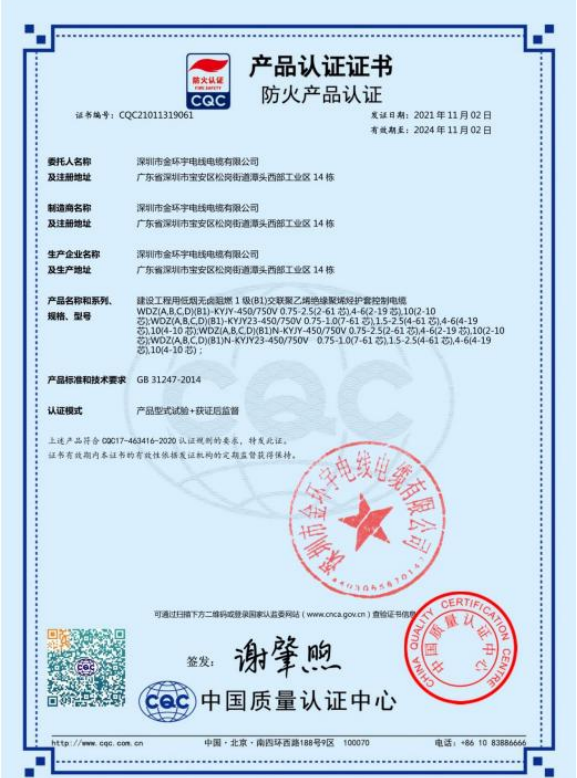 防火认证
FIRE SAFETY
CQC
产品认证证书
防火产品认证
证书编号：CQC21011319061
发证日期：2021 年 11 月 02 日
有效期至：2024 年 11 月 02 日
委托人名称 深圳市金环宇电线电缆有限公司
及注册地址 广东省深圳市宝安区松岗街道潭头西部工业区 14 栋
制造商名称 深圳市金环宇电线电缆有限公司
及注册地址 广东省深圳市宝安区松岗街道潭头西部工业区 14 栋
生产企业名称 深圳市金环宇电线电缆有限公司
及生产地址 广东省深圳市宝安区松岗街道潭头西部工业区 14 栋
产品名称和系列、 建设工程用低烟无卤阻燃 1 级(B1)交联聚乙烯绝缘聚烯烃护套控制电缆
规格、型号 WDZ(A,B,C,D)(B1)-KYJY-450/750V 0.75-2.5(2-61 芯),4-6(2-19 芯),10(2-10
芯);WDZ(A,B,C,D)(B1)-KYJY23-450/750V 0.75-1.0(7-61 芯),1.5-2.5(4-61 芯),4-6(4-19
芯),10(4-10 芯);WDZ(A,B,C,D)(B1)N-KYJY-450/750V 0.75-2.5(2-61 芯),4-6(2-19 芯),10(2-10
芯);WDZ(A,B,C,D)(B1)N-KYJY23-450/750V 0.75-1.0(7-61 芯),1.5-2.5(4-61 芯),4-6(4-19
芯),10(4-10 芯)；
产品标准和技术要求 GB 31247-2014
认证模式 产品型式试验+获证后监督
上述产品符合 CQC17-463416-2020 认证规则的要求，特发此证。
证书有效期内本证书的有效性依据发证机构的定期监督获得保持。
CQC
深圳市金环宇电线电缆有限公司
可通过扫描下方二维码或登录国家认监委网站（www.cnca.gov.cn）查验证书信息
CHINA QUALITY CERTIFICATION CENTRE
中国质量认证中心
CQC
签发： 谢肇煦
CQC 中国质量认证中心
http://www.cqc.com.cn
中国・北京・南四环西路188号9区 100070
电话：+86 10 83886666